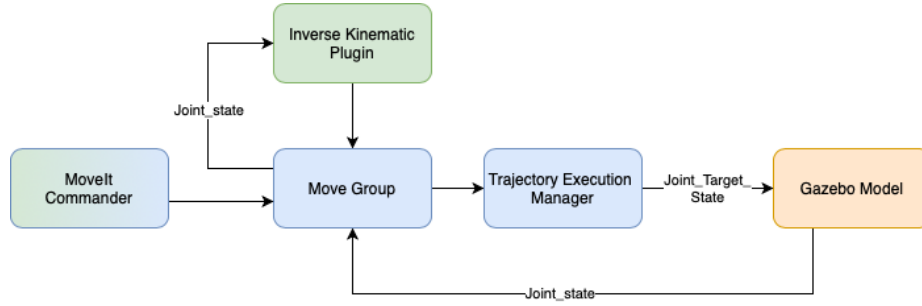 Inverse Kinematic
Plugin
Joint_state
MoveIt
Commander
Move Group
Trajectory Execution
Manager
Joint_Target_
State
Gazebo Model
Joint_state